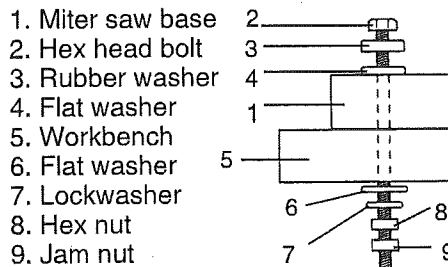 1. Miter saw base
2. Hex head bolt
3. Rubber washer
4. Flat washer
5. Workbench
6. Flat washer
7. Lockwasher
8. Hex nut
9. Jam nut
2
3
4
1
5
6
7
8
9